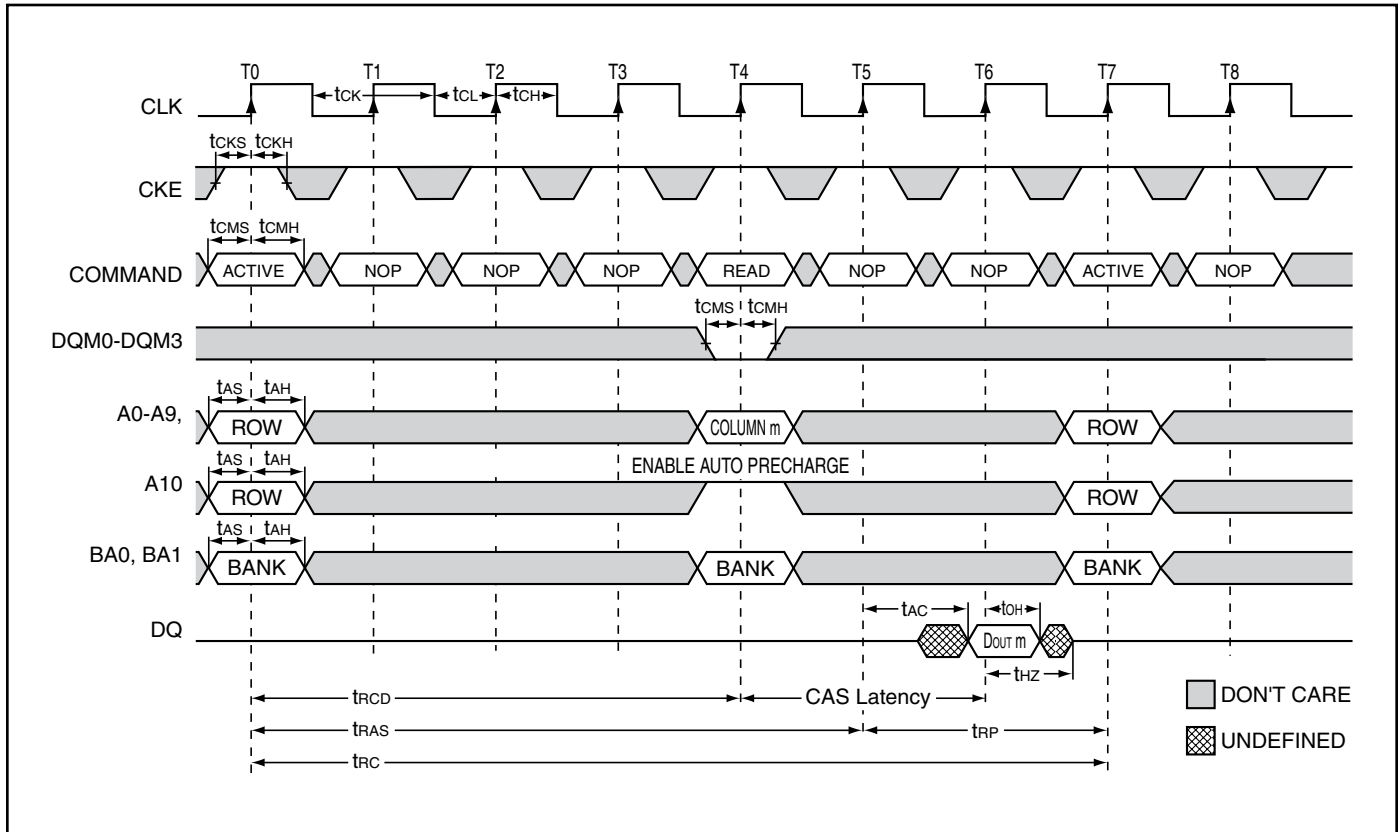 T0 T1 T2 T3 T4 T5 T6 T7 T8
CLK tCK tCL tCH
tCKS tCKH
CKE
tCMS tCMH
COMMAND ACTIVE NOP NOP NOP READ NOP NOP ACTIVE NOP
tCMS tCMH
DQM0-DQM3
tAS tAH
A0-A9, ROW COLUMN m ROW
tAS tAH ENABLE AUTO PRECHARGE
A10 ROW ROW
tAS tAH
BA0, BA1 BANK BANK BANK
tAC tOH
DQ DOUT m
tHZ
tRCD CAS Latency
DON'T CARE
tRAS tRP
UNDEFINED
tRC